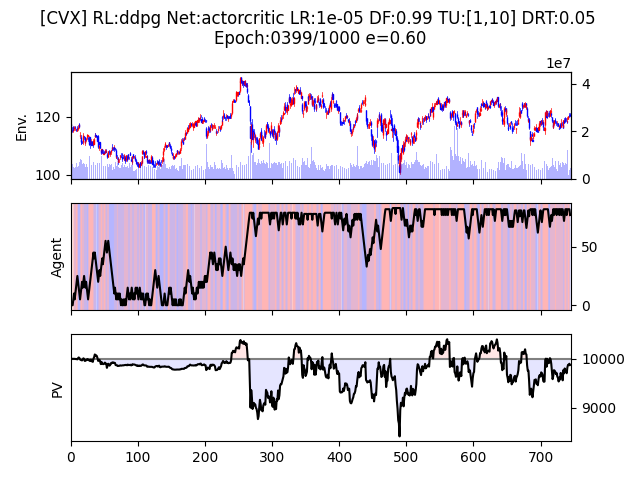 [CVX] RL:ddpg Net:actorcritic LR:1e-05 DF:0.99 TU:[1,10] DRT:0.05
Epoch:0399/1000 e=0.60
1e7
Env.
120
100
4
2
0
Agent
50
0
PV
10000
9000
0 100 200 300 400 500 600 700